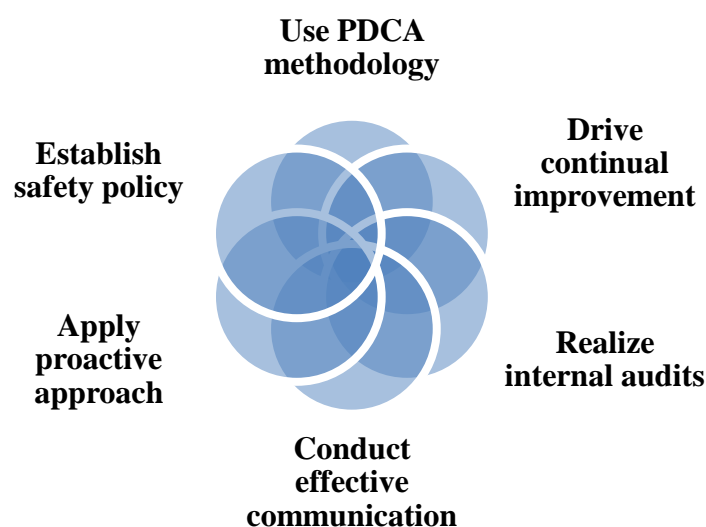 Use PDCA
methodology
Drive
continual
improvement
Realize
internal audits
Conduct
effective
communication
Apply
proactive
approach
Establish
safety policy